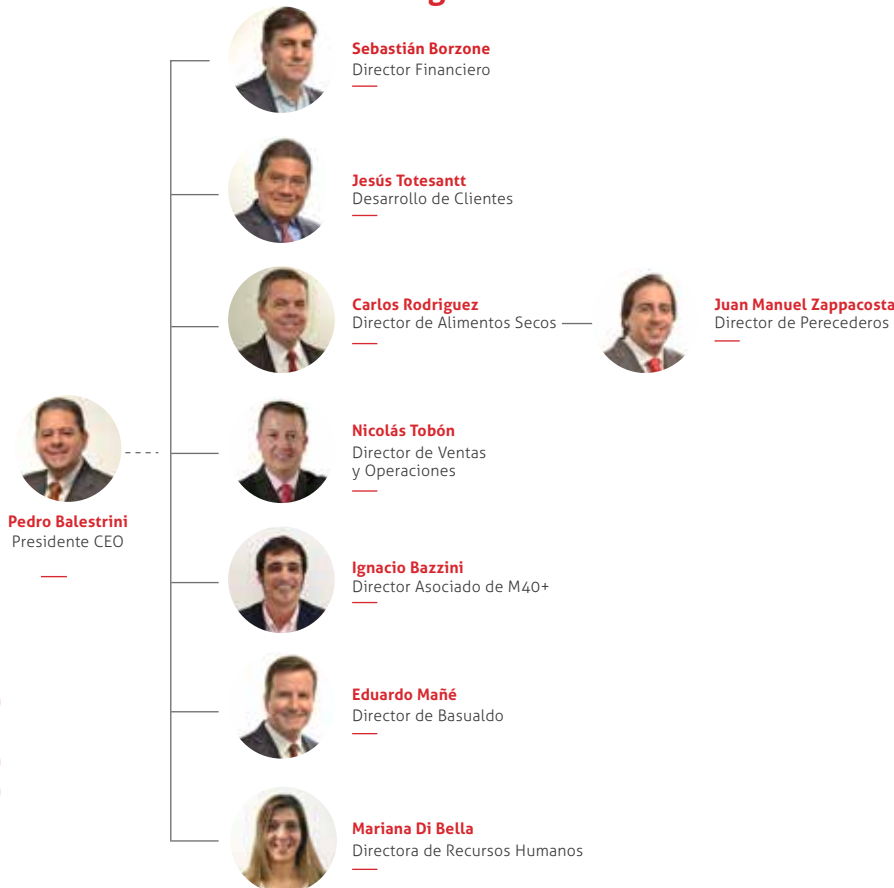 Sebastián Borzone
Director Financiero
Jesús Totesantt
Desarrollo de Clientes
Carlos Rodriguez
Director de Alimentos Secos
Juan Manuel Zappacosta
Director de Perecederos
Nicolás Tobón
Director de Ventas
y Operaciones
Pedro Balestrini
Presidente CEO
Ignacio Bazzini
Director Asociado de M40+
Eduardo Mañé
Director de Basualdo
Mariana Di Bella
Directora de Recursos Humanos